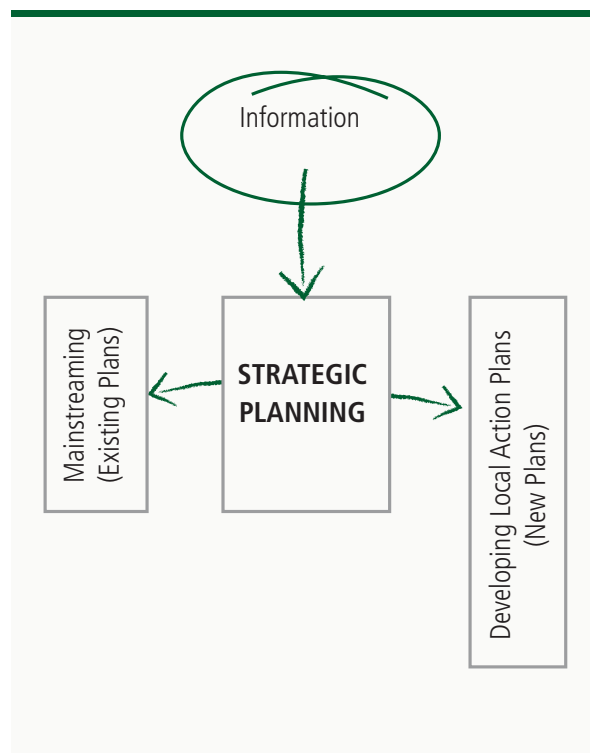 Information
Mainstreaming
(Existing Plans)
STRATEGIC
PLANNING
Developing Local Action Plans
(New Plans)